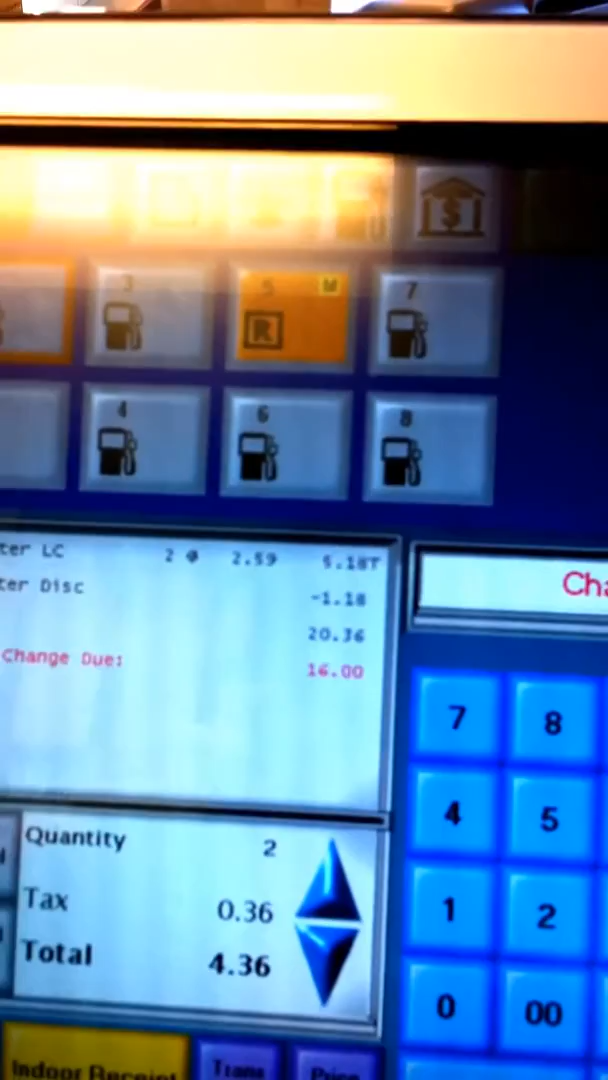 $
3
5 M
7
R
4
6
8
ter LC 2 @ 2.59 5.18T
ter Disc -1.18
20.36
Change Due: 16.00
Cha
7 8
4 5
1 2
0 00
Quantity 2
Tax 0.36
Total 4.36
Indoor Receipt
Trans
Price